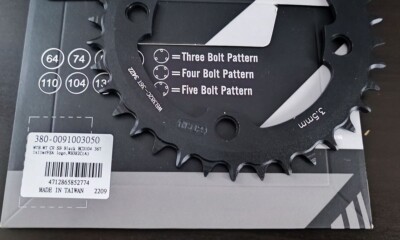 64 74
110 104 13
= Three Bolt Pattern
= Four Bolt Pattern
= Five Bolt Pattern
3.5mm
380-0091003050
4712865852774
MADE IN TAIWAN 2209